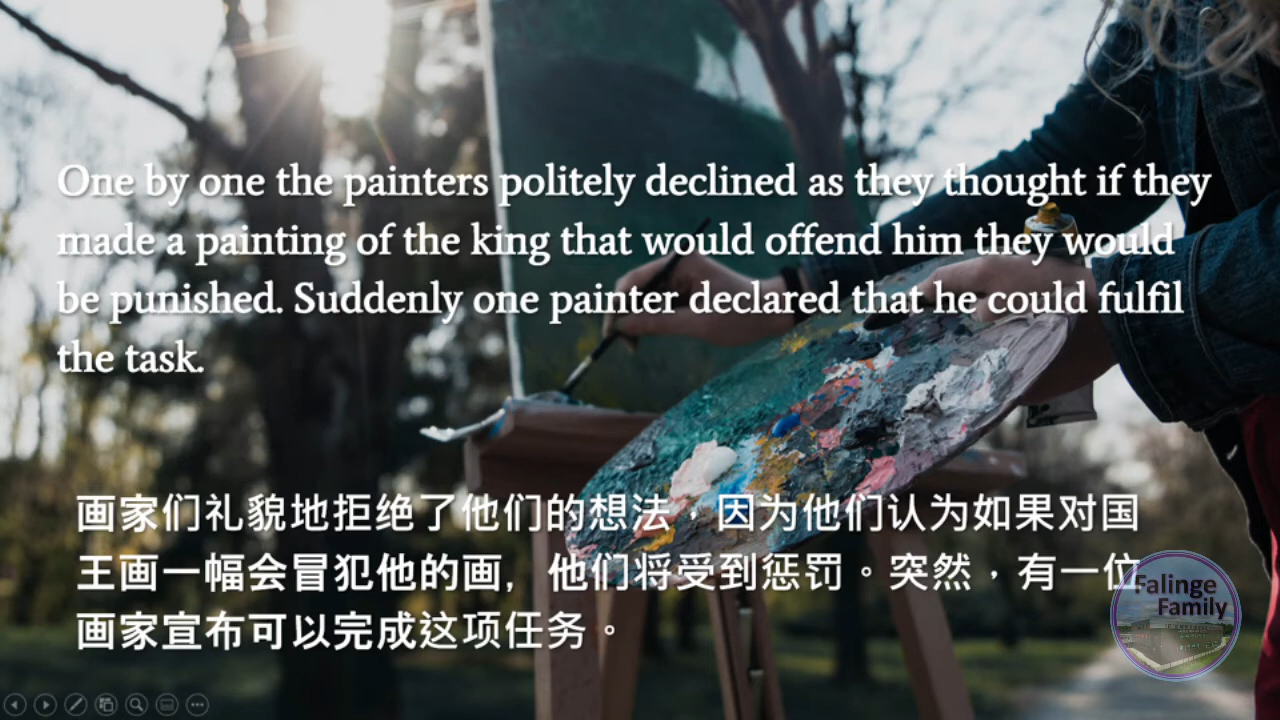 One by one the painters politely declined as they thought if they
made a painting of the king that would offend him they would
be punished. Suddenly one painter declared that he could fulfil
the task.
画家们礼貌地拒绝了他们的想法，因为他们认为如果对国
王画一幅会冒犯他的画，他们将受到惩罚。突然，有一位
画家宣布可以完成这项任务。
Falinge
Family